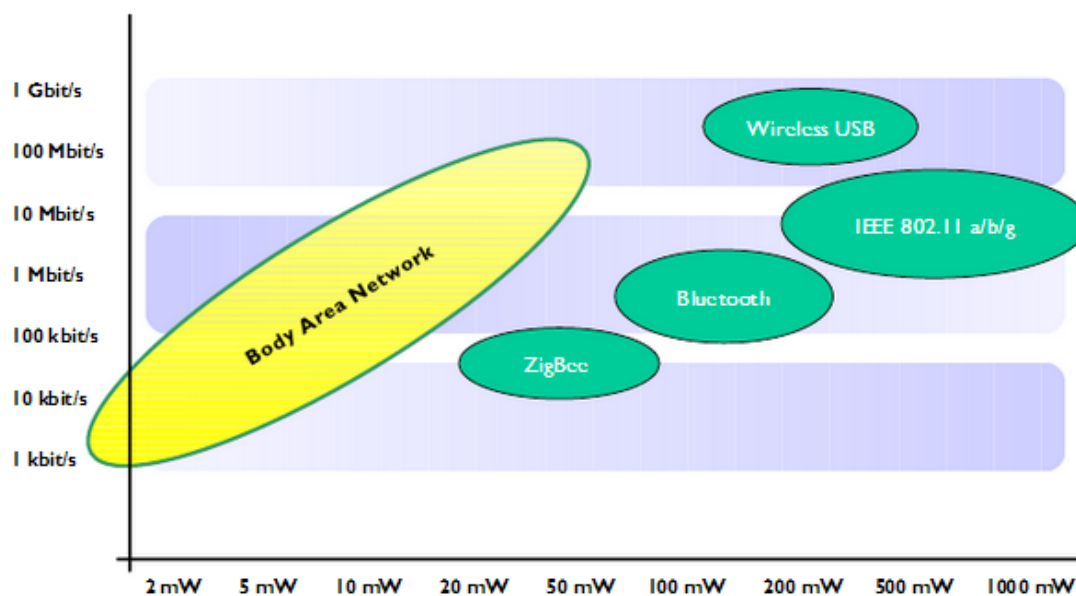 1 Gbit/s
Wireless USB
100 Mbit/s
10 Mbit/s
IEEE 802.11 a/b/g
1 Mbit/s
Body Area Network
Bluetooth
100 kbit/s
ZigBee
10 kbit/s
1 kbit/s
2 mW 5 mW 10 mW 20 mW 50 mW 100 mW 200 mW 500 mW 1000 mW